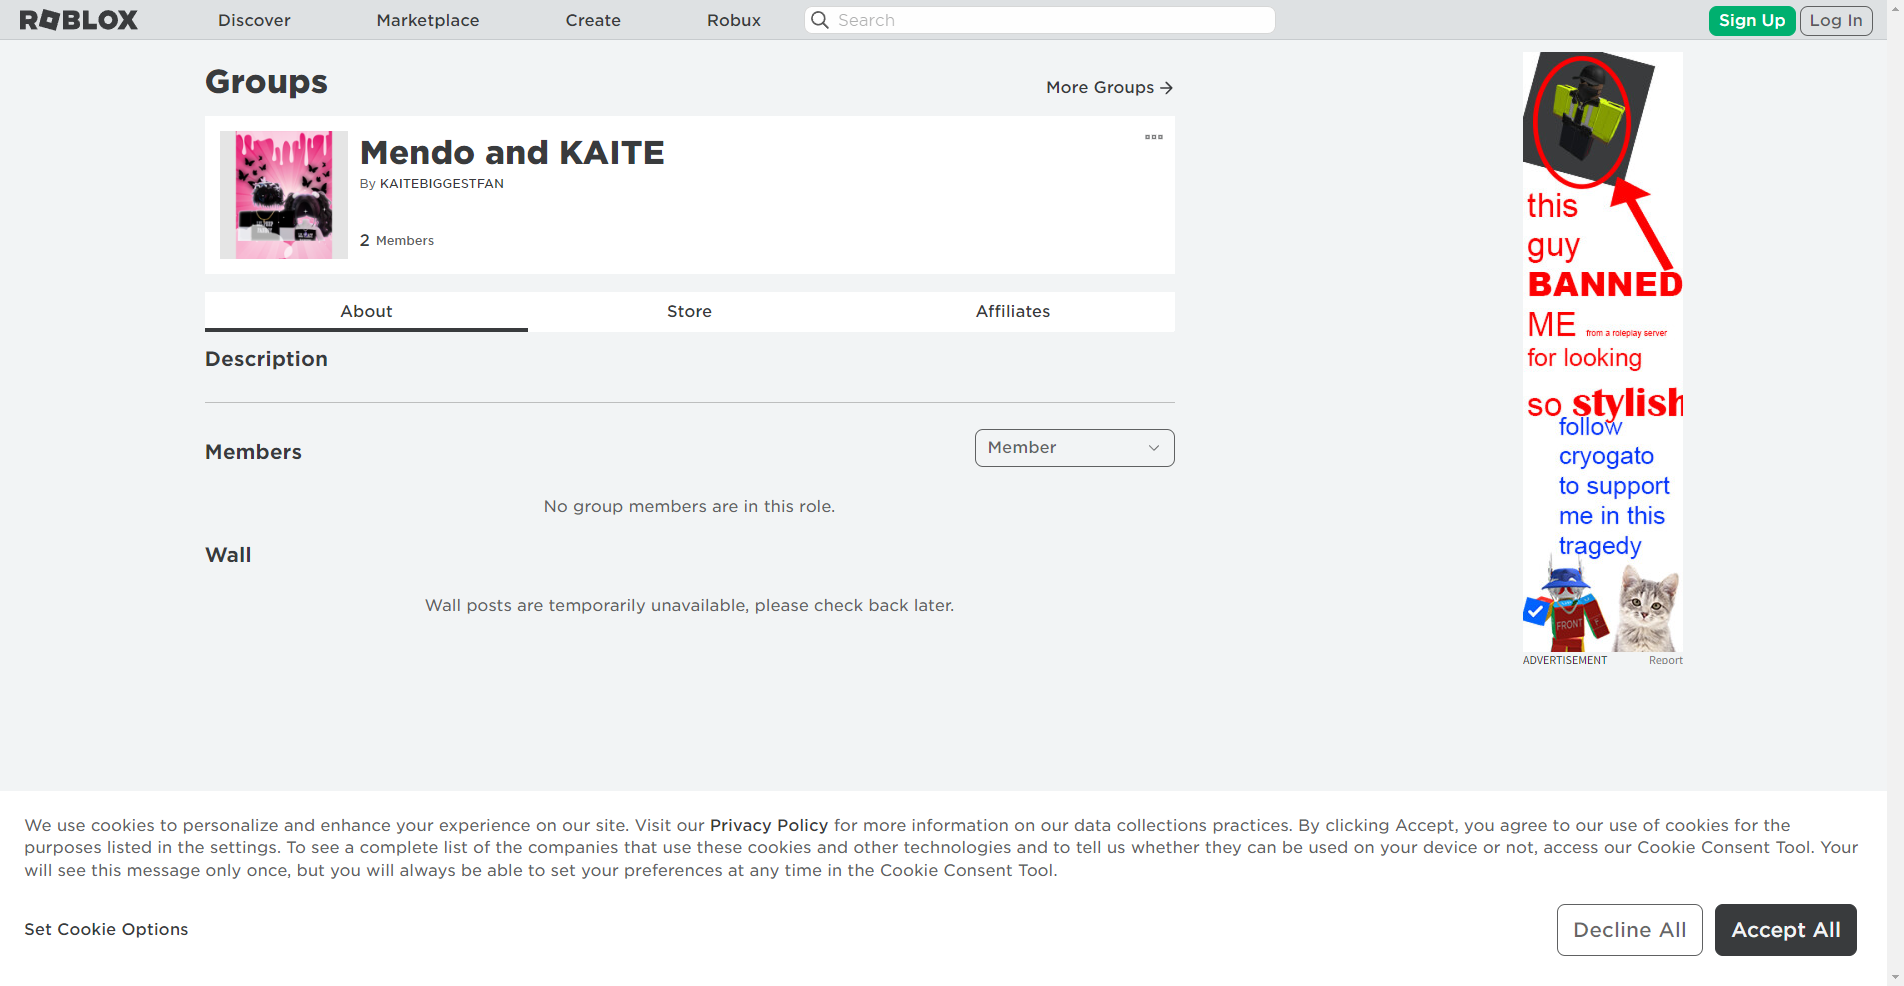 ROBLOX
Discover
Marketplace
Create
Robux
Search
Sign Up
Log In
Groups
More Groups
Mendo and KAITE
By KAITEBIGGESTFAN
2 Members
About
Store
Affiliates
Description
Members
Member
No group members are in this role.
Wall
Wall posts are temporarily unavailable, please check back later.
this
guy
BANNED
ME from a roleplay server
for looking
so stylish
follow
cryogato
to support
me in this
tragedy
FRONT
ADVERTISEMENT
Report
We use cookies to personalize and enhance your experience on our site. Visit our Privacy Policy for more information on our data collections practices. By clicking Accept, you agree to our use of cookies for the
purposes listed in the settings. To see a complete list of the companies that use these cookies and other technologies and to tell us whether they can be used on your device or not, access our Cookie Consent Tool. Your
will see this message only once, but you will always be able to set your preferences at any time in the Cookie Consent Tool.
Set Cookie Options
Decline All
Accept All